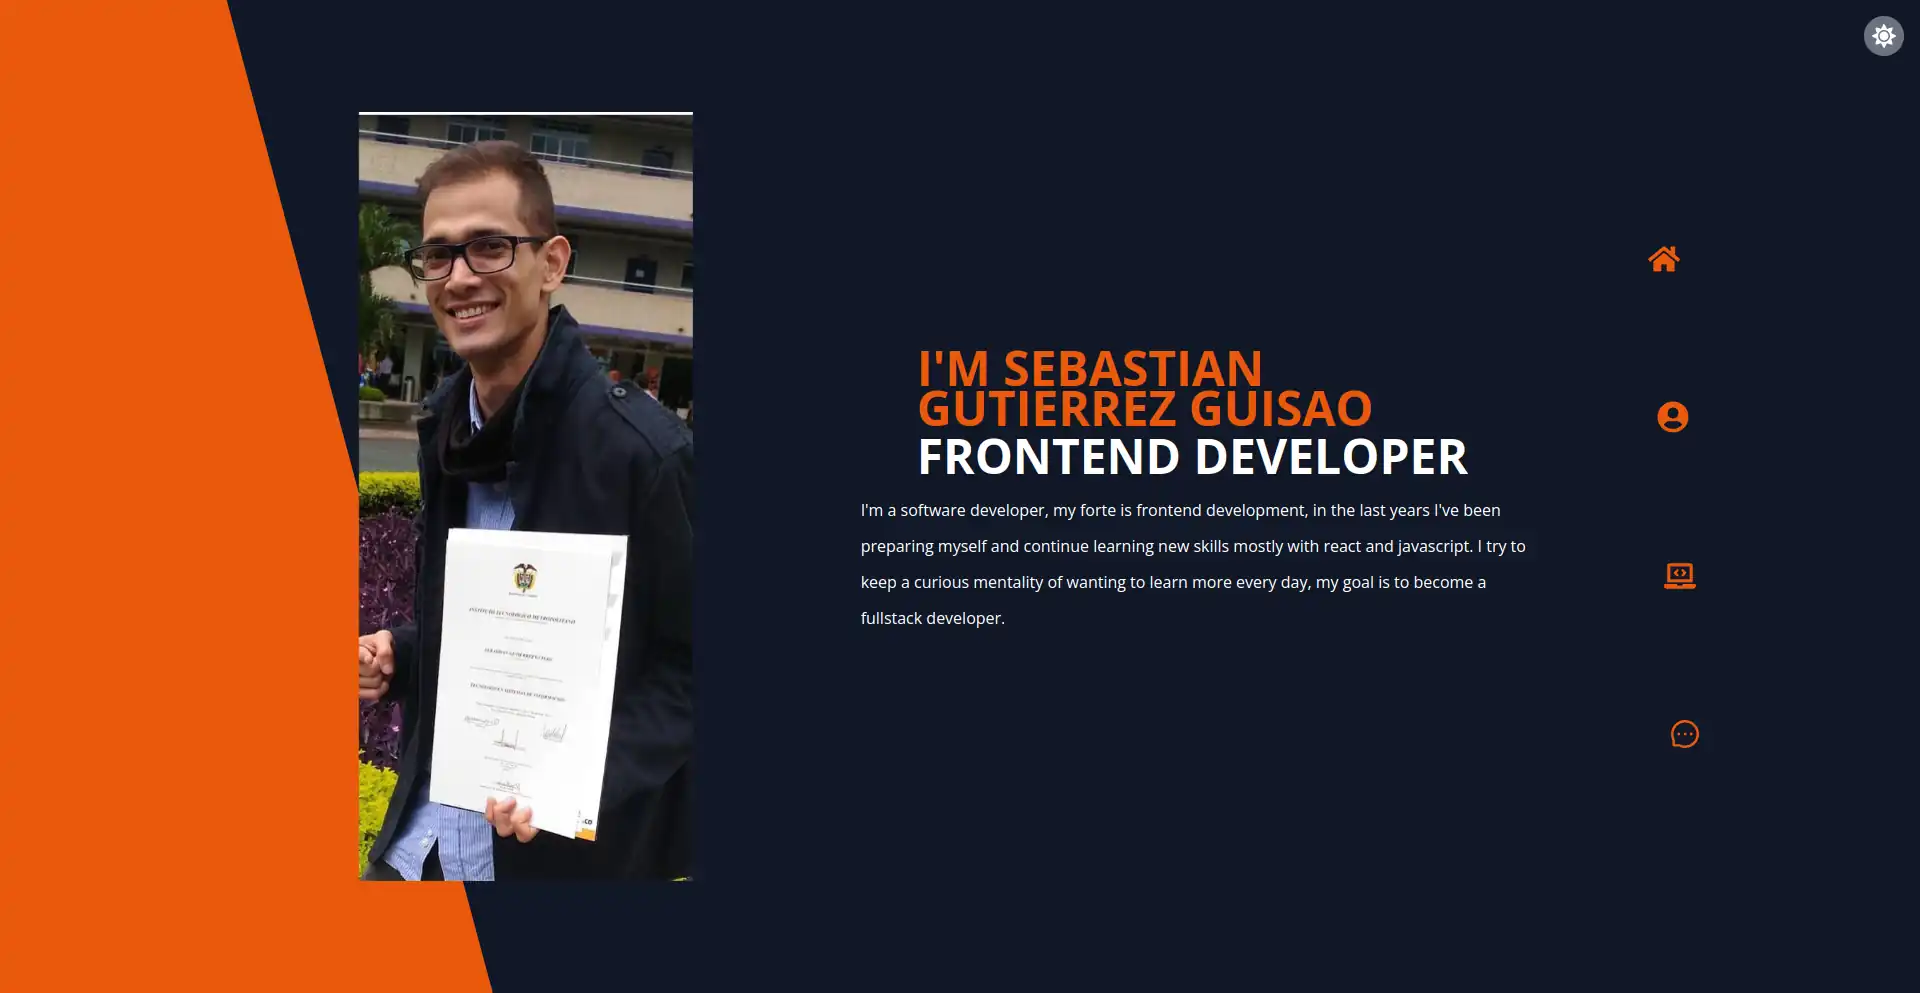 I'M SEBASTIAN
GUTIERREZ GUISAO
FRONTEND DEVELOPER
I'm a software developer, my forte is frontend development, in the last years I've been
preparing myself and continue learning new skills mostly with react and javascript. I try to
keep a curious mentality of wanting to learn more every day, my goal is to become a
fullstack developer.